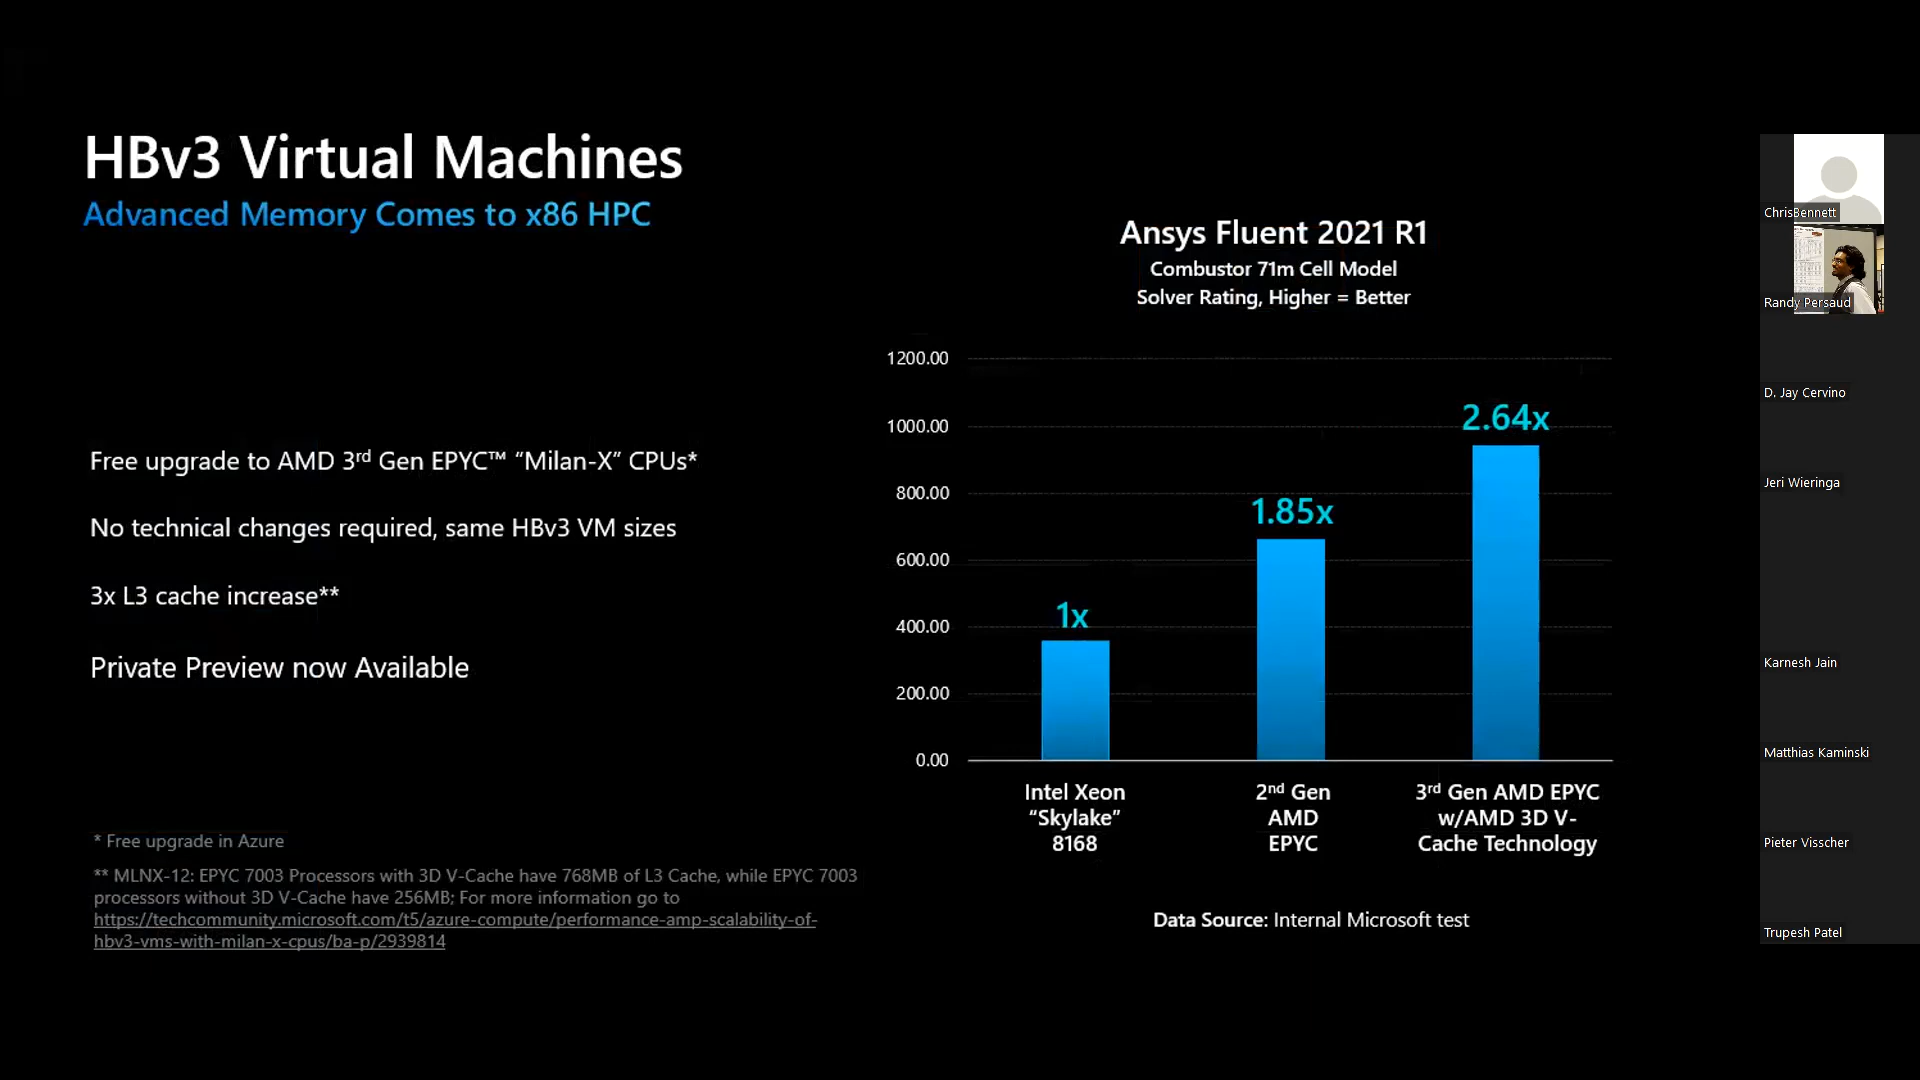 HBv3 Virtual Machines
Advanced Memory Comes to x86 HPC
Free upgrade to AMD 3rd Gen EPYC™ “Milan-X” CPUs*
No technical changes required, same HBv3 VM sizes
3x L3 cache increase**
Private Preview now Available
* Free upgrade in Azure
** MLNX-12: EPYC 7003 Processors with 3D V-Cache have 768MB of L3 Cache, while EPYC 7003
processors without 3D V-Cache have 256MB; For more information go to
https://techcommunity.microsoft.com/t5/azure-compute/performance-amp-scalability-of-
hbv3-vms-with-milan-x-cpus/ba-p/2939814
Ansys Fluent 2021 R1
Combustor 71m Cell Model
Solver Rating, Higher = Better
1200.00
1000.00
800.00
600.00
400.00
200.00
0.00
1x
1.85x
2.64x
Intel Xeon
“Skylake”
8168
2nd Gen
AMD
EPYC
3rd Gen AMD EPYC
w/AMD 3D V-
Cache Technology
Data Source: Internal Microsoft test
ChrisBennett
Randy Persaud
D. Jay Cervino
Jeri Wieringa
Karnesh Jain
Matthias Kaminski
Pieter Visscher
Trupesh Patel